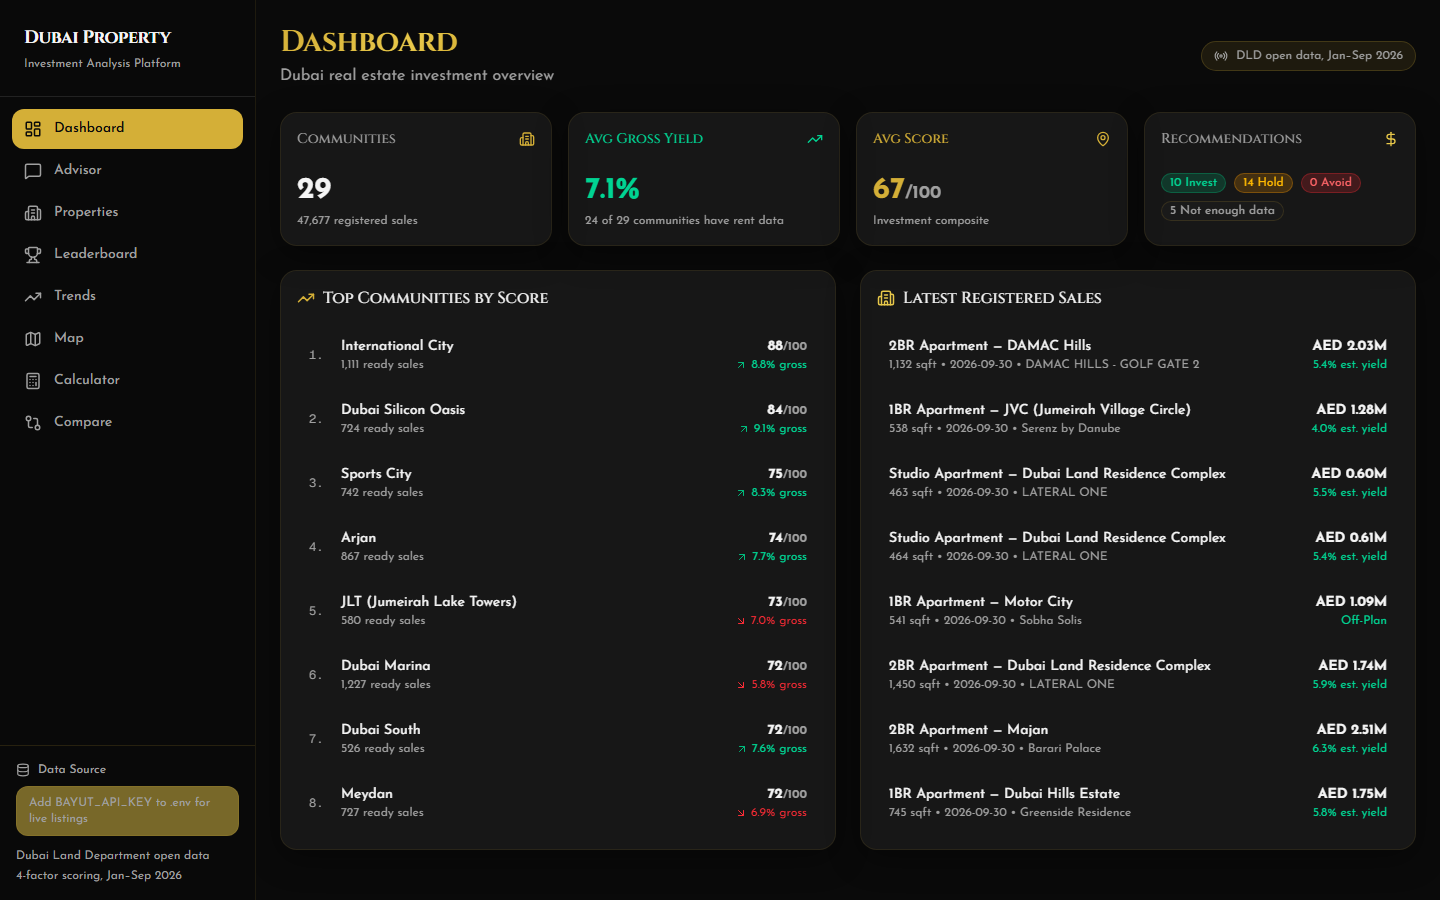 Dubai Property
Investment Analysis Platform
Dashboard
Advisor
Properties
Leaderboard
Trends
Map
Calculator
Compare
Data Source
Add BAYUT_API_KEY to .env for
live listings
Dubai Land Department open data
4-factor scoring, Jan–Sep 2026
Dashboard
Dubai real estate investment overview
DLD open data, Jan–Sep 2026
Communities
29
47,677 registered sales
Avg Gross Yield
7.1%
24 of 29 communities have rent data
Avg Score
67/100
Investment composite
Recommendations
10 Invest
14 Hold
0 Avoid
5 Not enough data
Top Communities by Score
1. International City 88/100
1,111 ready sales 8.8% gross
2. Dubai Silicon Oasis 84/100
724 ready sales 9.1% gross
3. Sports City 75/100
742 ready sales 8.3% gross
4. Arjan 74/100
867 ready sales 7.7% gross
5. JLT (Jumeirah Lake Towers) 73/100
580 ready sales 7.0% gross
6. Dubai Marina 72/100
1,227 ready sales 5.8% gross
7. Dubai South 72/100
526 ready sales 7.6% gross
8. Meydan 72/100
727 ready sales 6.9% gross
Latest Registered Sales
2BR Apartment — DAMAC Hills AED 2.03M
1,132 sqft • 2026-09-30 • DAMAC HILLS - GOLF GATE 2 5.4% est. yield
1BR Apartment — JVC (Jumeirah Village Circle) AED 1.28M
538 sqft • 2026-09-30 • Serenz by Danube 4.0% est. yield
Studio Apartment — Dubai Land Residence Complex AED 0.60M
463 sqft • 2026-09-30 • LATERAL ONE 5.5% est. yield
Studio Apartment — Dubai Land Residence Complex AED 0.61M
464 sqft • 2026-09-30 • LATERAL ONE 5.4% est. yield
1BR Apartment — Motor City AED 1.09M
541 sqft • 2026-09-30 • Sobha Solis Off-Plan
2BR Apartment — Dubai Land Residence Complex AED 1.74M
1,450 sqft • 2026-09-30 • LATERAL ONE 5.9% est. yield
2BR Apartment — Majan AED 2.51M
1,632 sqft • 2026-09-30 • Barari Palace 6.3% est. yield
1BR Apartment — Dubai Hills Estate AED 1.75M
745 sqft • 2026-09-30 • Greenside Residence 5.8% est. yield